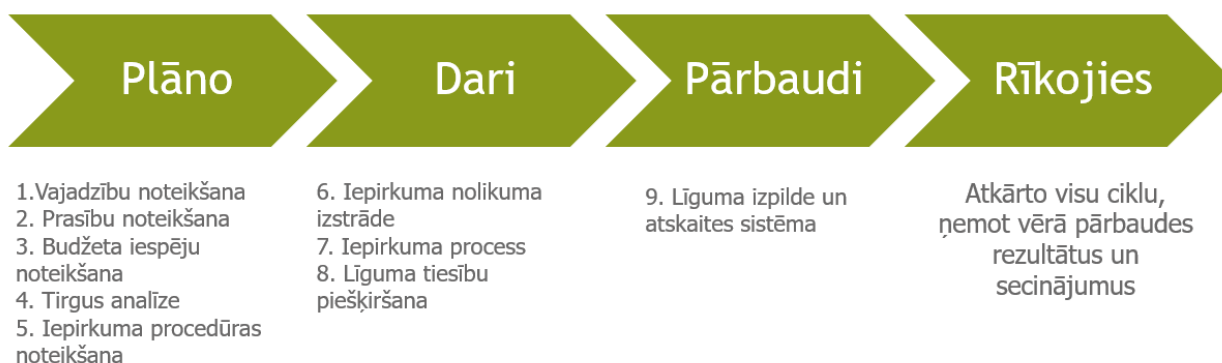 Plāno
Dari
Pārbaudi
Rīkojies
1.Vajadzību noteikšana
2. Prasību noteikšana
3. Budžeta iespēju
noteikšana
4. Tirgus analīze
5. Iepirkuma procedūras
noteikšana
6. Iepirkuma nolikuma
izstrāde
7. Iepirkuma process
8. Līguma tiesību
piešķiršana
9. Līguma izpilde un
atskaites sistēma
Atkārto visu ciklu,
ņemot vērā pārbaudes
rezultātus un
secinājumus